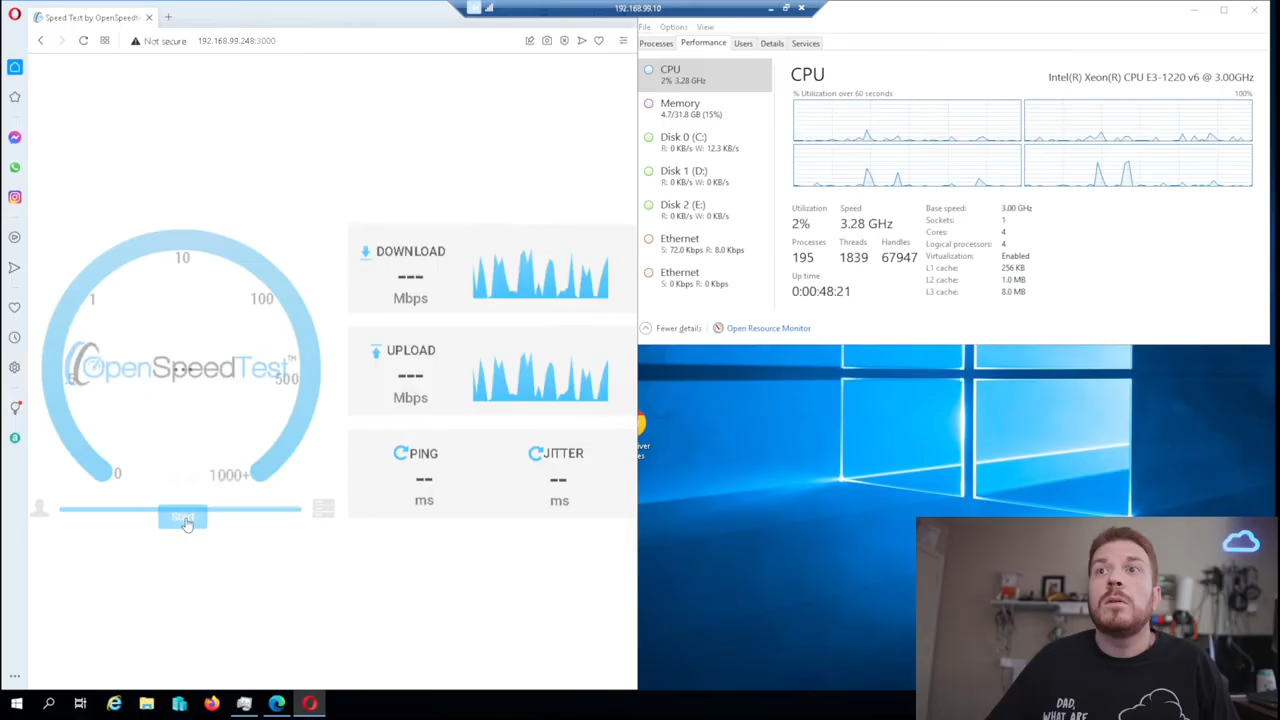 Speed Test by OpenSpeedt
192.168.99.10
Not secure
192.168.99.248:3000
File Options View
Processes Performance Users Details Services
CPU
2% 3.28 GHz
Memory
4.7/31.8 GB (15%)
Disk 0 (C:)
R: 0 KB/s W: 12.3 KB/s
Disk 1 (D:)
R: 0 KB/s W: 0 KB/s
Disk 2 (E:)
R: 0 KB/s W: 0 KB/s
Ethernet
S: 72.0 Kbps R: 8.0 Kbps
Ethernet
S: 0 Kbps R: 0 Kbps
CPU
Intel(R) Xeon(R) CPU E3-1220 v6 @ 3.00GHz
% Utilization over 60 seconds
100%
Utilization Speed
2% 3.28 GHz
Processes Threads Handles
195 1839 67947
Up time
0:00:48:21
Base speed: 3.00 GHz
Sockets: 1
Cores: 4
Logical processors: 4
Virtualization: Enabled
L1 cache: 256 KB
L2 cache: 1.0 MB
L3 cache: 8.0 MB
Fewer details
Open Resource Monitor
10
1
100
OpenSpeedTest™
.5
500
0
1000+
Start
DOWNLOAD
---
Mbps
UPLOAD
---
Mbps
PING
--
ms
JITTER
--
ms
iver
es
DAD,
WHAT ARE